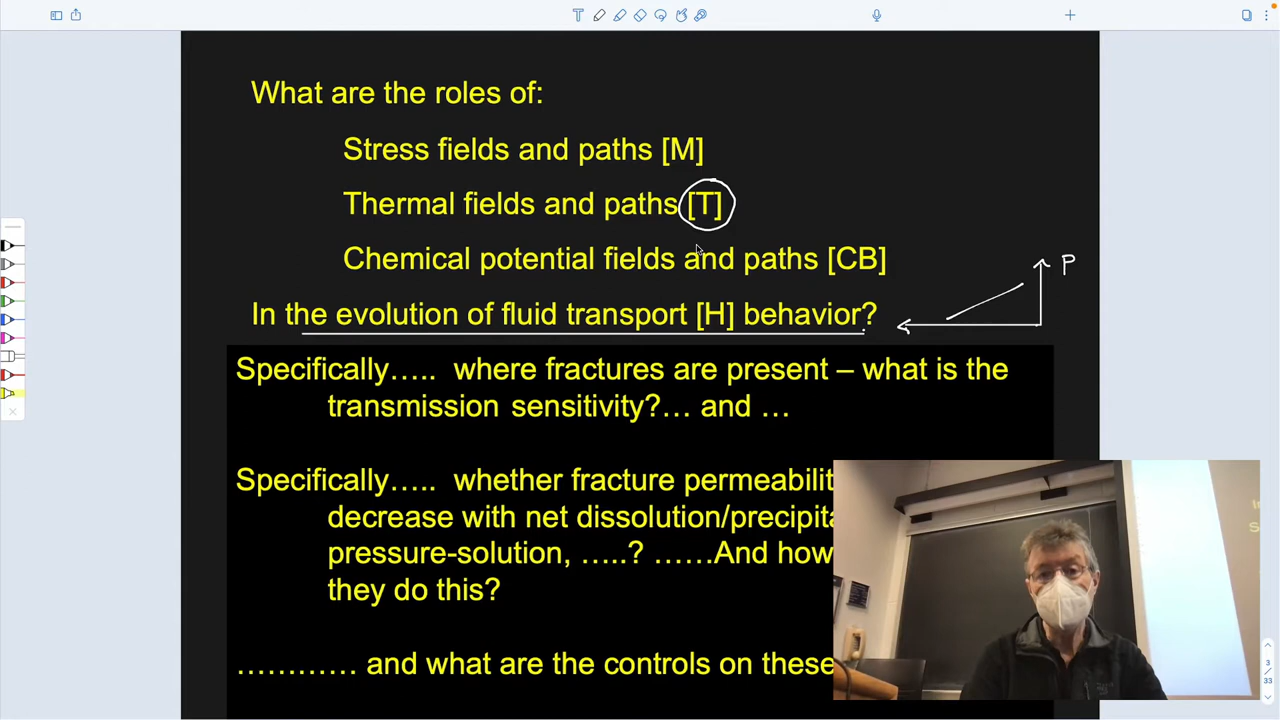 What are the roles of:
Stress fields and paths [M]
Thermal fields and paths [T]
Chemical potential fields and paths [CB]
In the evolution of fluid transport [H] behavior?
P
Specifically….. where fractures are present – what is the
transmission sensitivity?… and …
Specifically….. whether fracture
decrease with net
pressure-solution, …..? ……And how
they do this?
………… and what are the controls on these
3
33